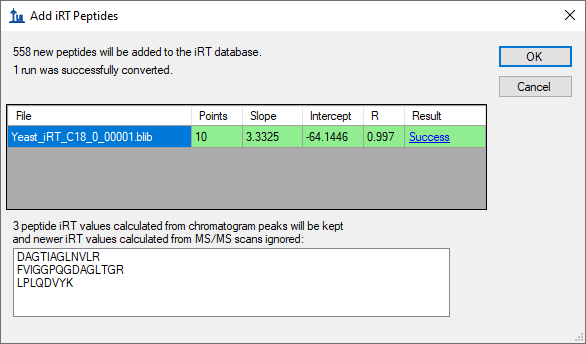 Add iRT Peptides
558 new peptides will be added to the iRT database.
1 run was successfully converted.
OK
Cancel
File Points Slope Intercept R Result
Yeast_iRT_C18_0_00001.blib 10 3.3325 -64.1446 0.997 Success
3 peptide iRT values calculated from chromatogram peaks will be kept
and newer iRT values calculated from MS/MS scans ignored:
DAGTIAGLNVLR
FVIGGPQGDAGLTGR
LPLQDVYK